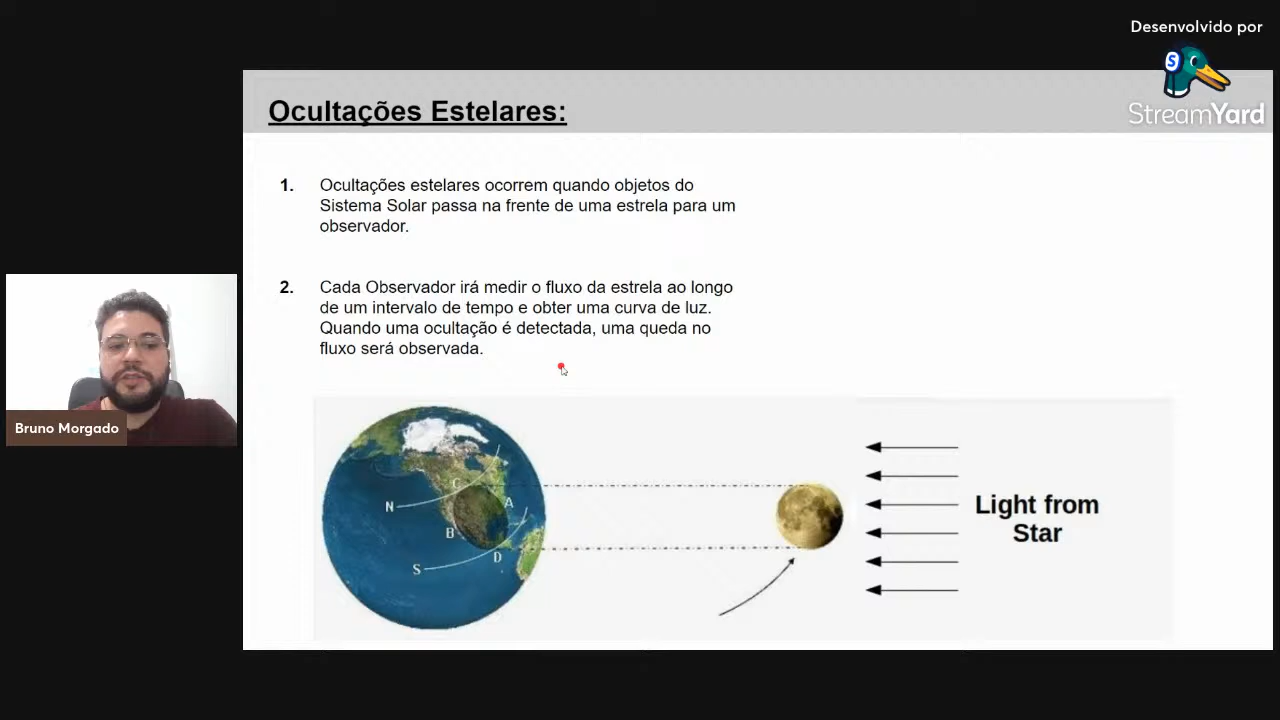 Desenvolvido por
S
StreamYard
Ocultações Estelares:
1. Ocultações estelares ocorrem quando objetos do
Sistema Solar passa na frente de uma estrela para um
observador.
2. Cada Observador irá medir o fluxo da estrela ao longo
de um intervalo de tempo e obter uma curva de luz.
Quando uma ocultação é detectada, uma queda no
fluxo será observada.
Bruno Morgado
C
N
A
B
D
S
Light from
Star